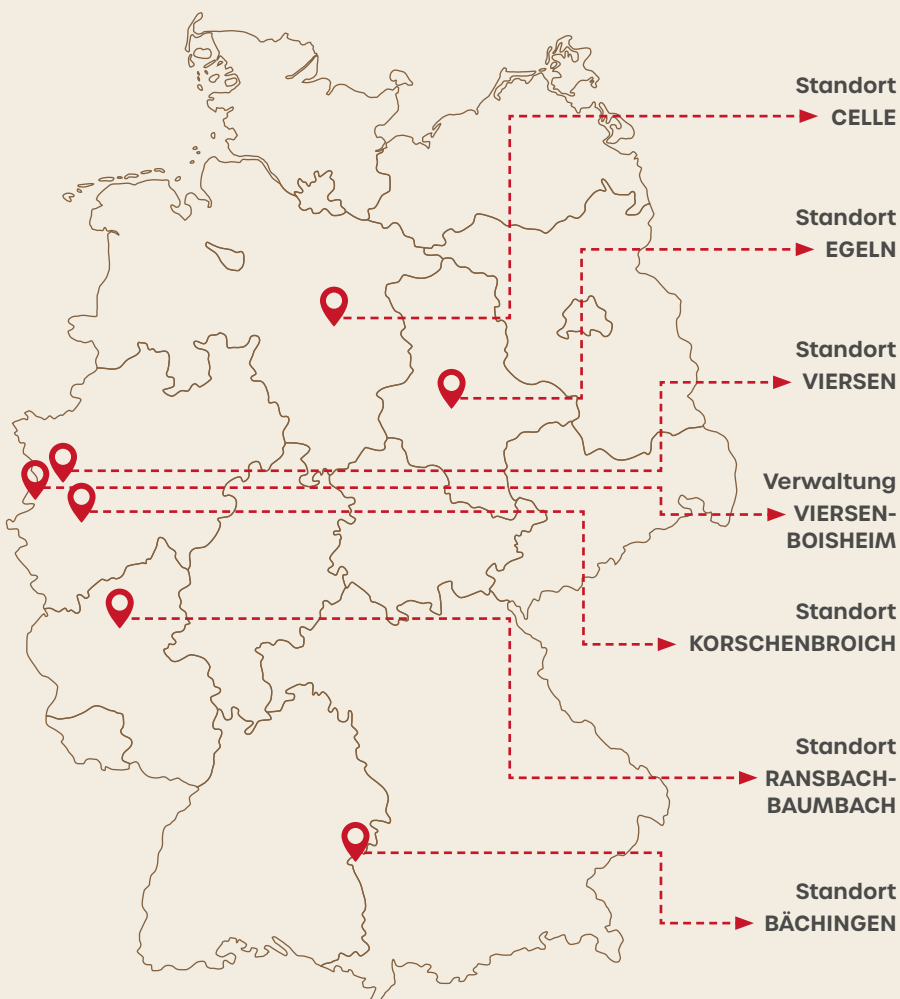 Standort
CELLE
Standort
EGELN
Standort
VIERSEN
Verwaltung
VIERSEN-
BOISHEIM
Standort
KORSCHENBROICH
Standort
RANSBACH-
BAUMBACH
Standort
BÄCHINGEN